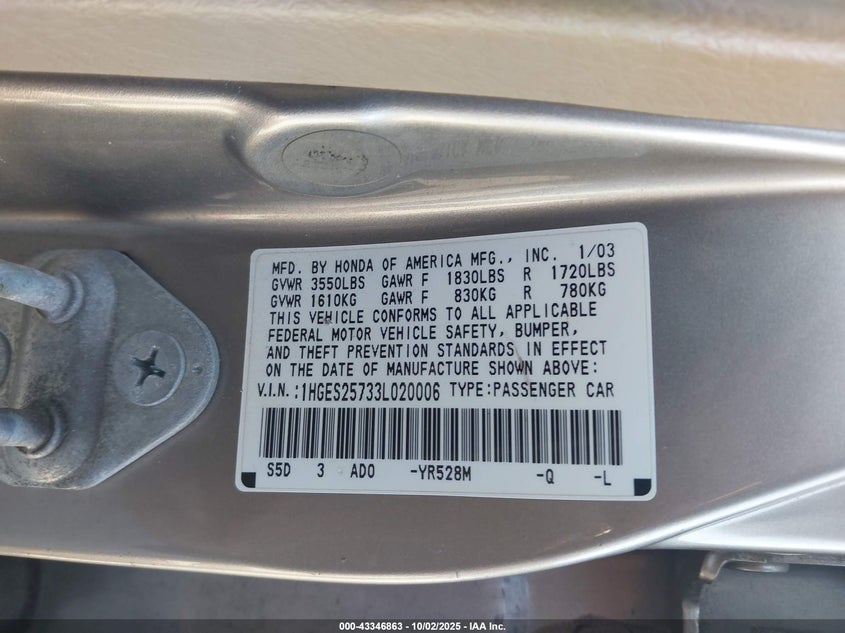 MFD. BY HONDA OF AMERICA MFG., INC. 1/03
GVWR 3550LBS GAWR F 1830LBS R 1720LBS
GVWR 1610KG GAWR F 830KG R 780KG
THIS VEHICLE CONFORMS TO ALL APPLICABLE
FEDERAL MOTOR VEHICLE SAFETY, BUMPER,
AND THEFT PREVENTION STANDARDS IN EFFECT
ON THE DATE OF MANUFACTURE SHOWN ABOVE:
V.I.N.:1HGES25733L020006 TYPE:PASSENGER CAR
S5D 3 AD0 -YR528M -Q -L
000-43346863 | 10/02/2025 | IAA Inc.